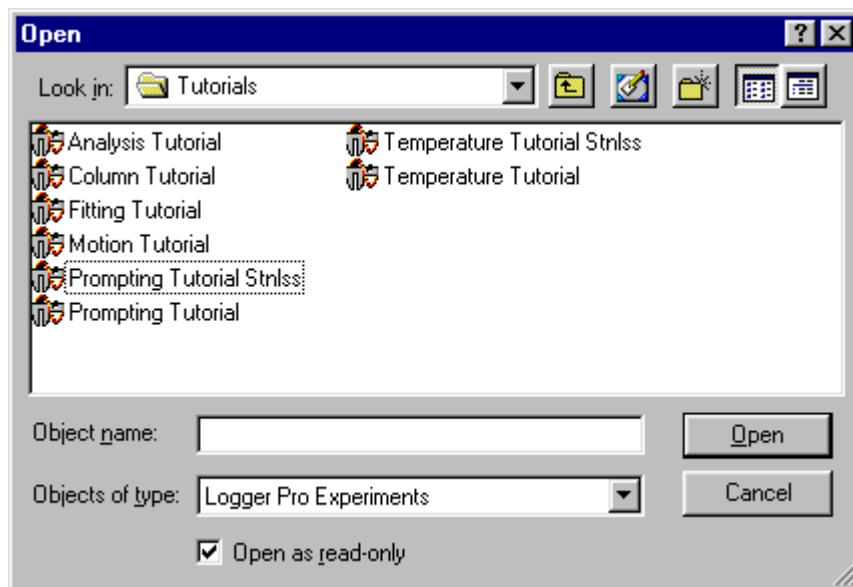 Open
Look in: Tutorials
Analysis Tutorial
Column Tutorial
Fitting Tutorial
Motion Tutorial
Prompting Tutorial Stnlss
Prompting Tutorial
Temperature Tutorial Stnlss
Temperature Tutorial
Object name:
Open
Objects of type: Logger Pro Experiments
Cancel
Open as read-only